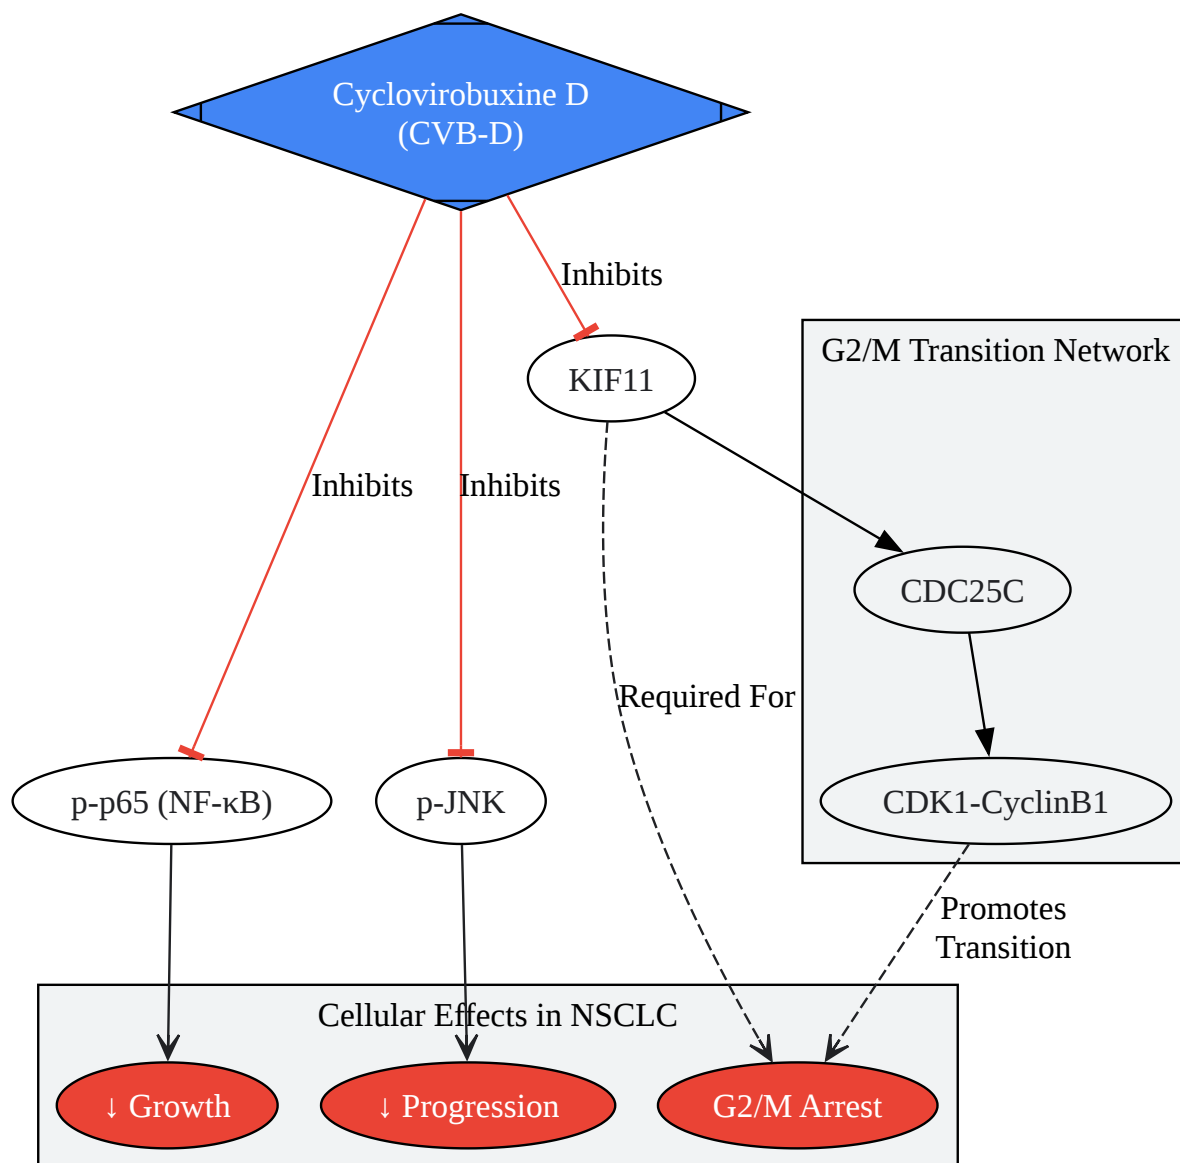 Cyclovirobuxine D
(CVB-D)
Inhibits
G2/M Transition Network
KIF11
Inhibits
Inhibits
CDC25C
Required For
p-p65 (NF-κB)
p-JNK
CDK1-CyclinB1
Promotes
Transition
Cellular Effects in NSCLC
↓ Growth
↓ Progression
G2/M Arrest